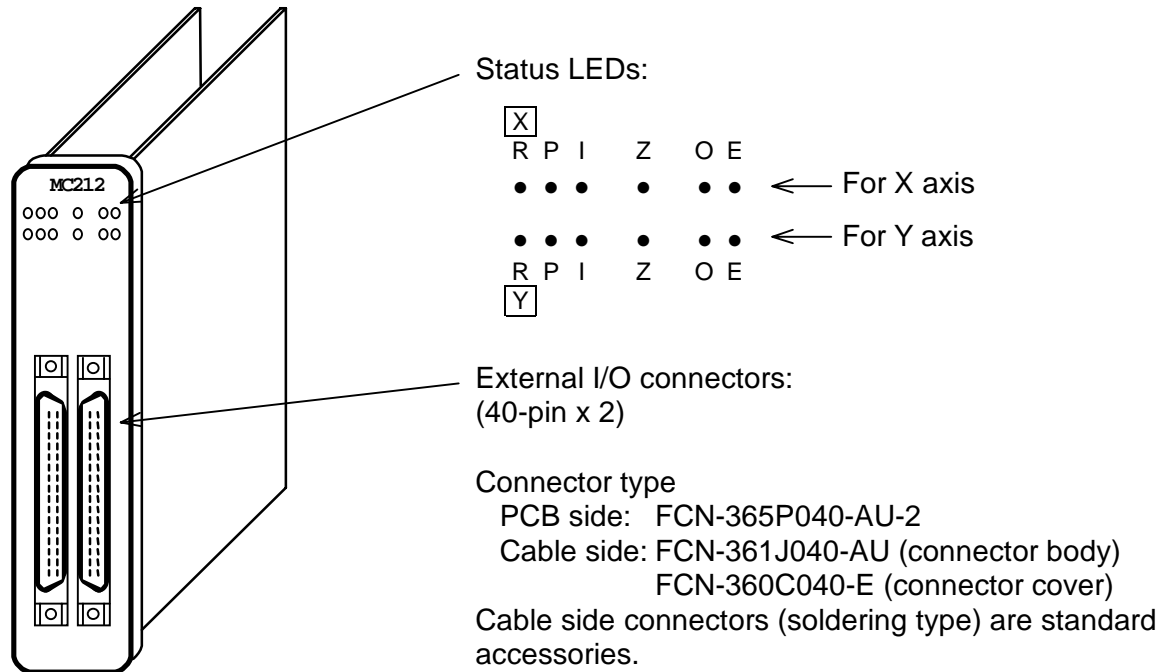 Status LEDs:
X
R P I Z O E
For X axis
For Y axis
R P I Z O E
Y
MC212
External I/O connectors:
(40-pin x 2)
Connector type
PCB side: FCN-365P040-AU-2
Cable side: FCN-361J040-AU (connector body)
FCN-360C040-E (connector cover)
Cable side connectors (soldering type) are standard
accessories.